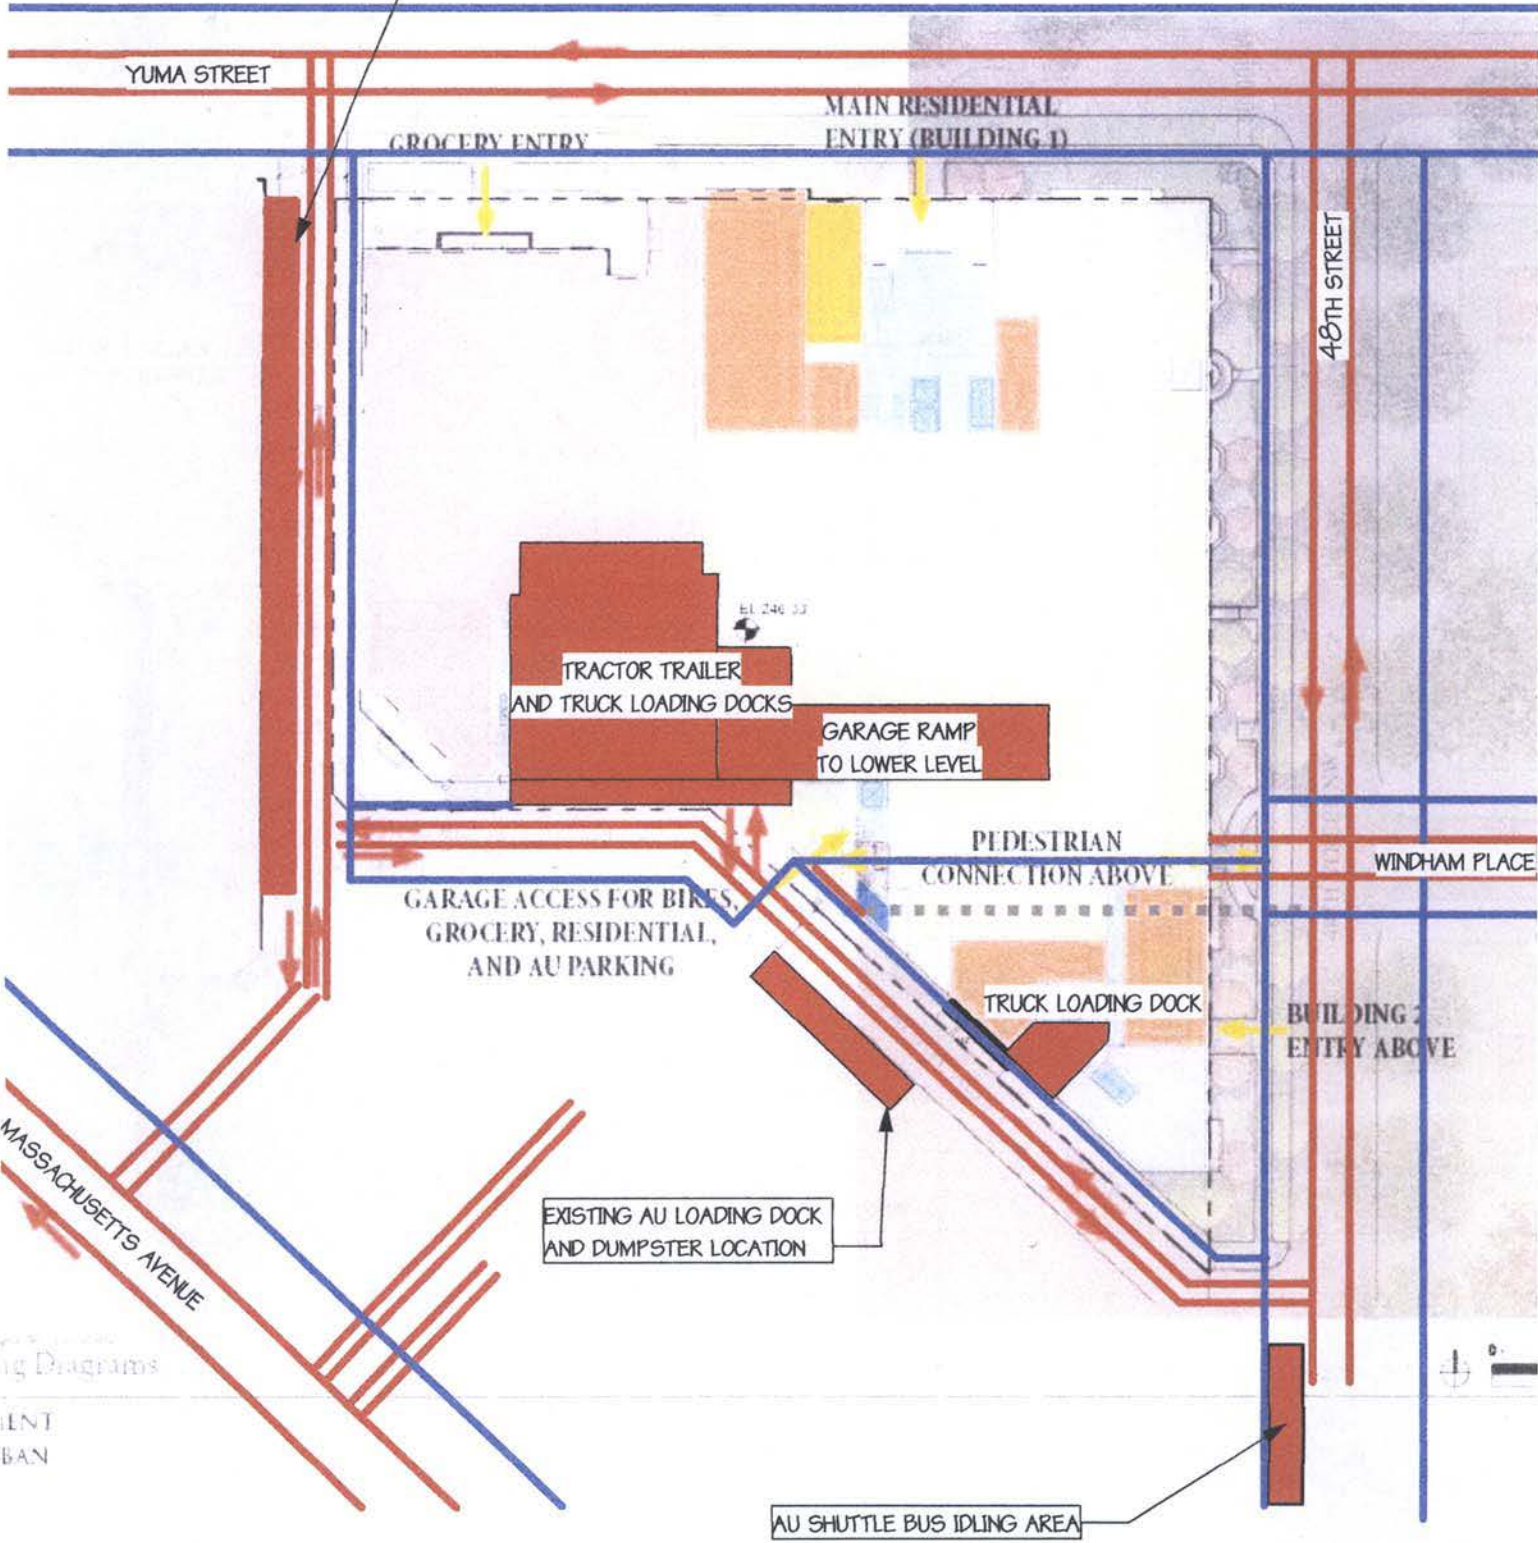 YUMA STREET
MAIN RESIDENTIAL
ENTRY (BUILDING 1)
GROCERY ENTRY
48TH STREET
TRACTOR TRAILER
AND TRUCK LOADING DOCKS
GARAGE RAMP
TO LOWER LEVEL
PEDESTRIAN
CONNECTION ABOVE
WINDHAM PLACE
GARAGE ACCESS FOR BIKES,
GROCERY, RESIDENTIAL,
AND AU PARKING
TRUCK LOADING DOCK
BUILDING 2
ENTRY ABOVE
MASSACHUSETTS AVENUE
EXISTING AU LOADING DOCK
AND DUMPSTER LOCATION
Diagrams
AU SHUTTLE BUS IDLING AREA